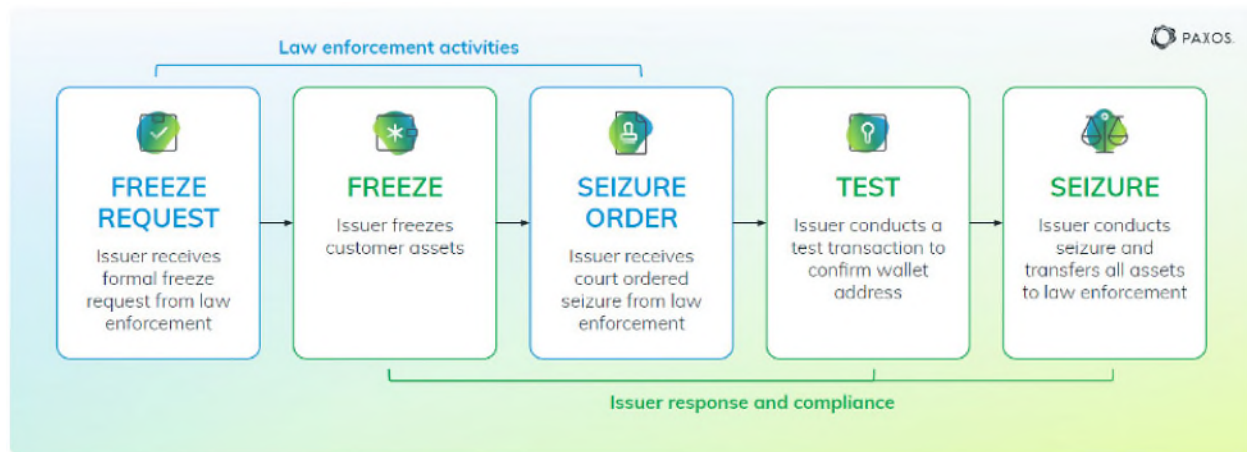 Law enforcement activities
PAXOS
FREEZE
REQUEST
Issuer receives
formal freeze
request from law
enforcement
FREEZE
Issuer freezes
customer assets
SEIZURE
ORDER
Issuer receives
court ordered
seizure from law
enforcement
TEST
Issuer conducts a
test transaction to
confirm wallet
address
SEIZURE
Issuer conducts
seizure and
transfers all assets
to law enforcement
Issuer response and compliance